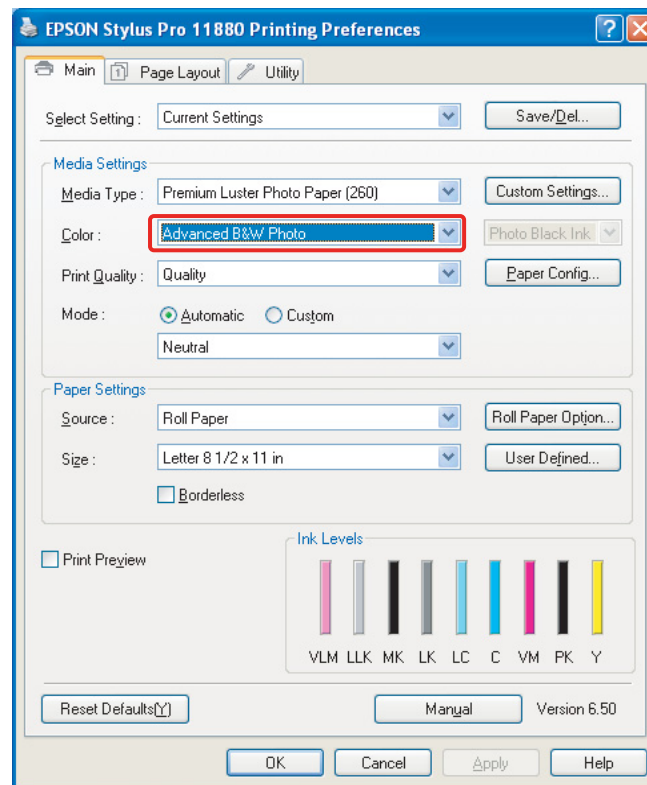 EPSON Stylus Pro 11880 Printing Preferences
Main 1 Page Layout Utility
Select Setting : Current Settings Save/Del...
Media Settings
Media Type : Premium Luster Photo Paper (260) Custom Settings...
Color : Advanced B&W Photo Photo Black Ink
Print Quality : Quality Paper Config...
Mode : Automatic Custom
Neutral
Paper Settings
Source : Roll Paper Roll Paper Option...
Size : Letter 8 1/2 x 11 in User Defined...
Borderless
Print Preview
Ink Levels
VLM LLK MK LK LC C VM PK Y
Reset Defaults(Y) Manual Version 6.50
OK Cancel Apply Help